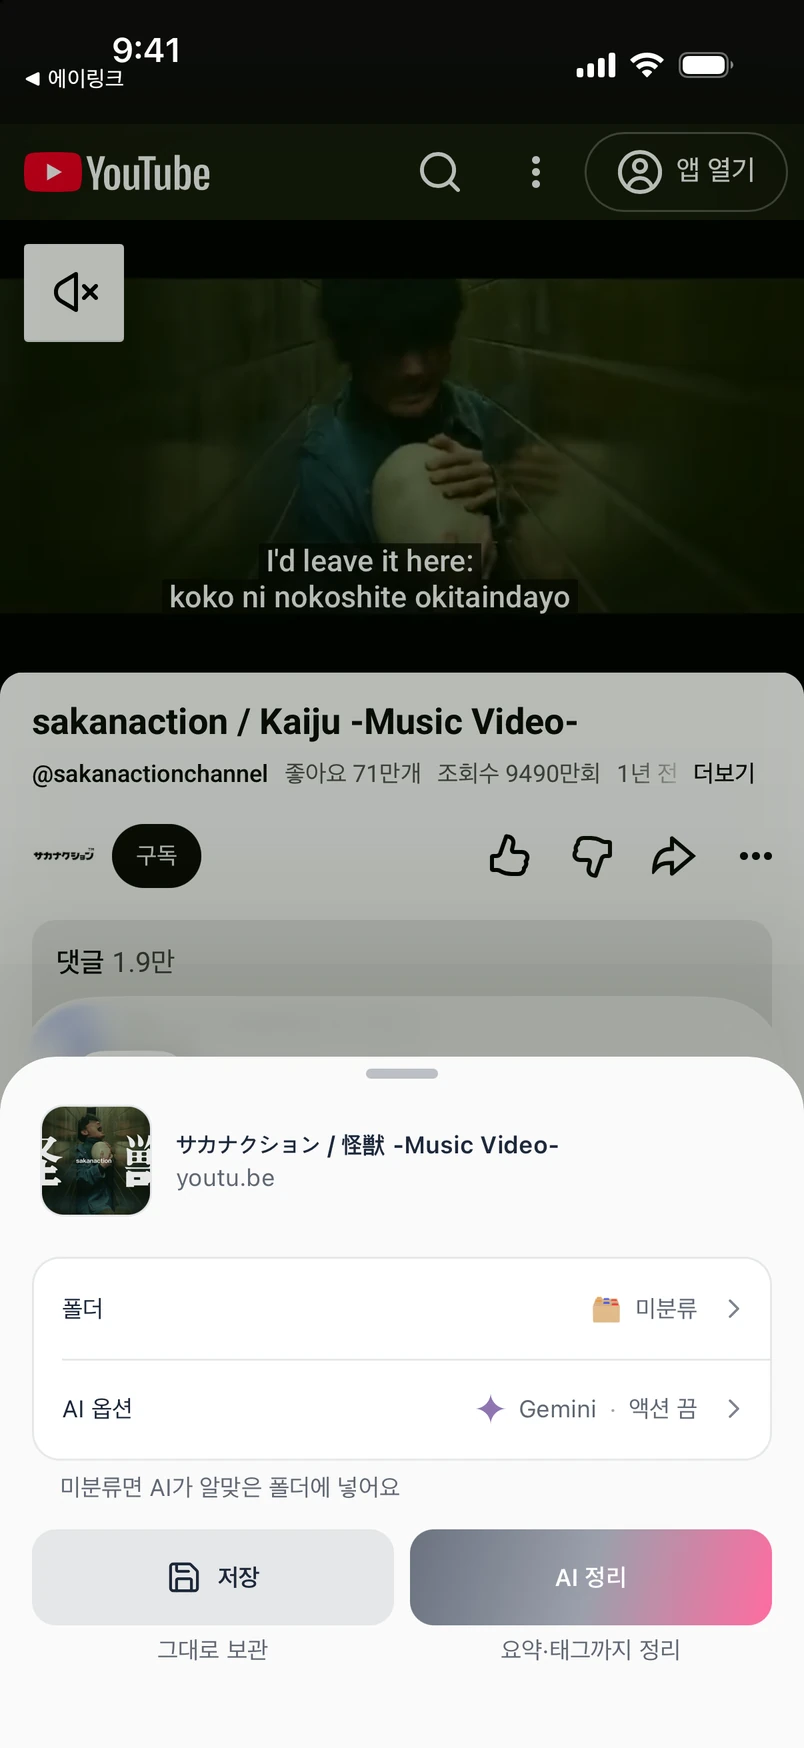 9:41
◀ 에이링크
YouTube
앱 열기
I'd leave it here:
koko ni nokoshite okitaindayo
sakanaction / Kaiju -Music Video-
@sakanactionchannel 좋아요 71만개 조회수 9490만회 1년 전 더보기
サカナクション
구독
댓글 1.9만
怪 獣
sakanaction
サカナクション / 怪獣 -Music Video-
youtu.be
폴더 미분류
AI 옵션 Gemini · 액션 끔
미분류면 AI가 알맞은 폴더에 넣어요
저장 AI 정리
그대로 보관 요약·태그까지 정리